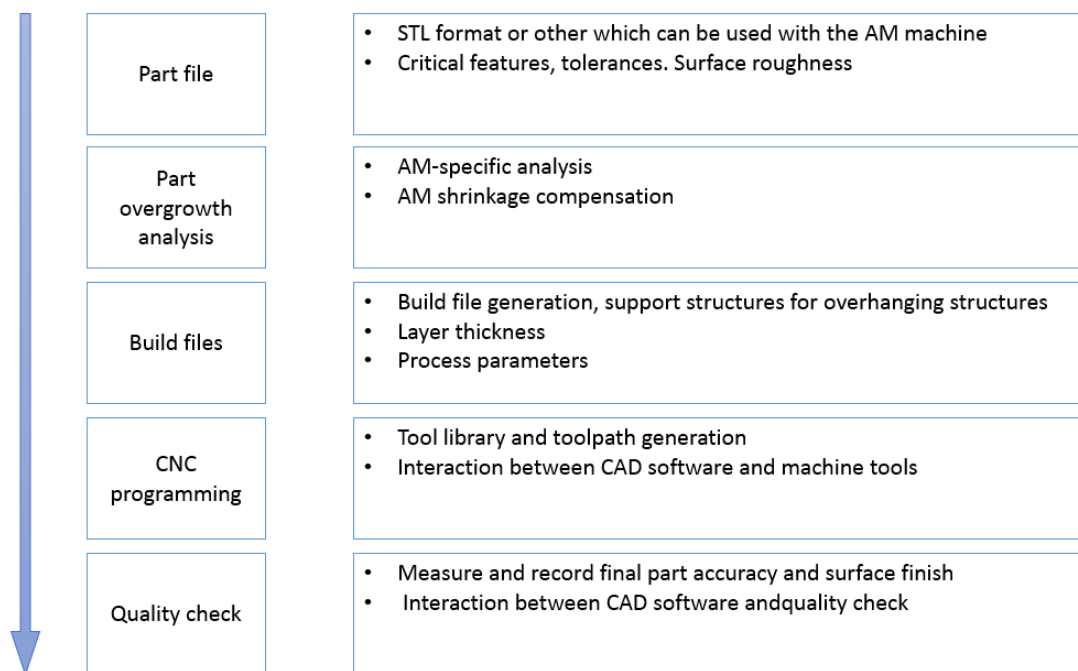 Part file
• STL format or other which can be used with the AM machine
• Critical features, tolerances. Surface roughness
Part
overgrowth
analysis
• AM-specific analysis
• AM shrinkage compensation
Build files
• Build file generation, support structures for overhanging structures
• Layer thickness
• Process parameters
CNC
programming
• Tool library and toolpath generation
• Interaction between CAD software and machine tools
Quality check
• Measure and record final part accuracy and surface finish
• Interaction between CAD software andquality check